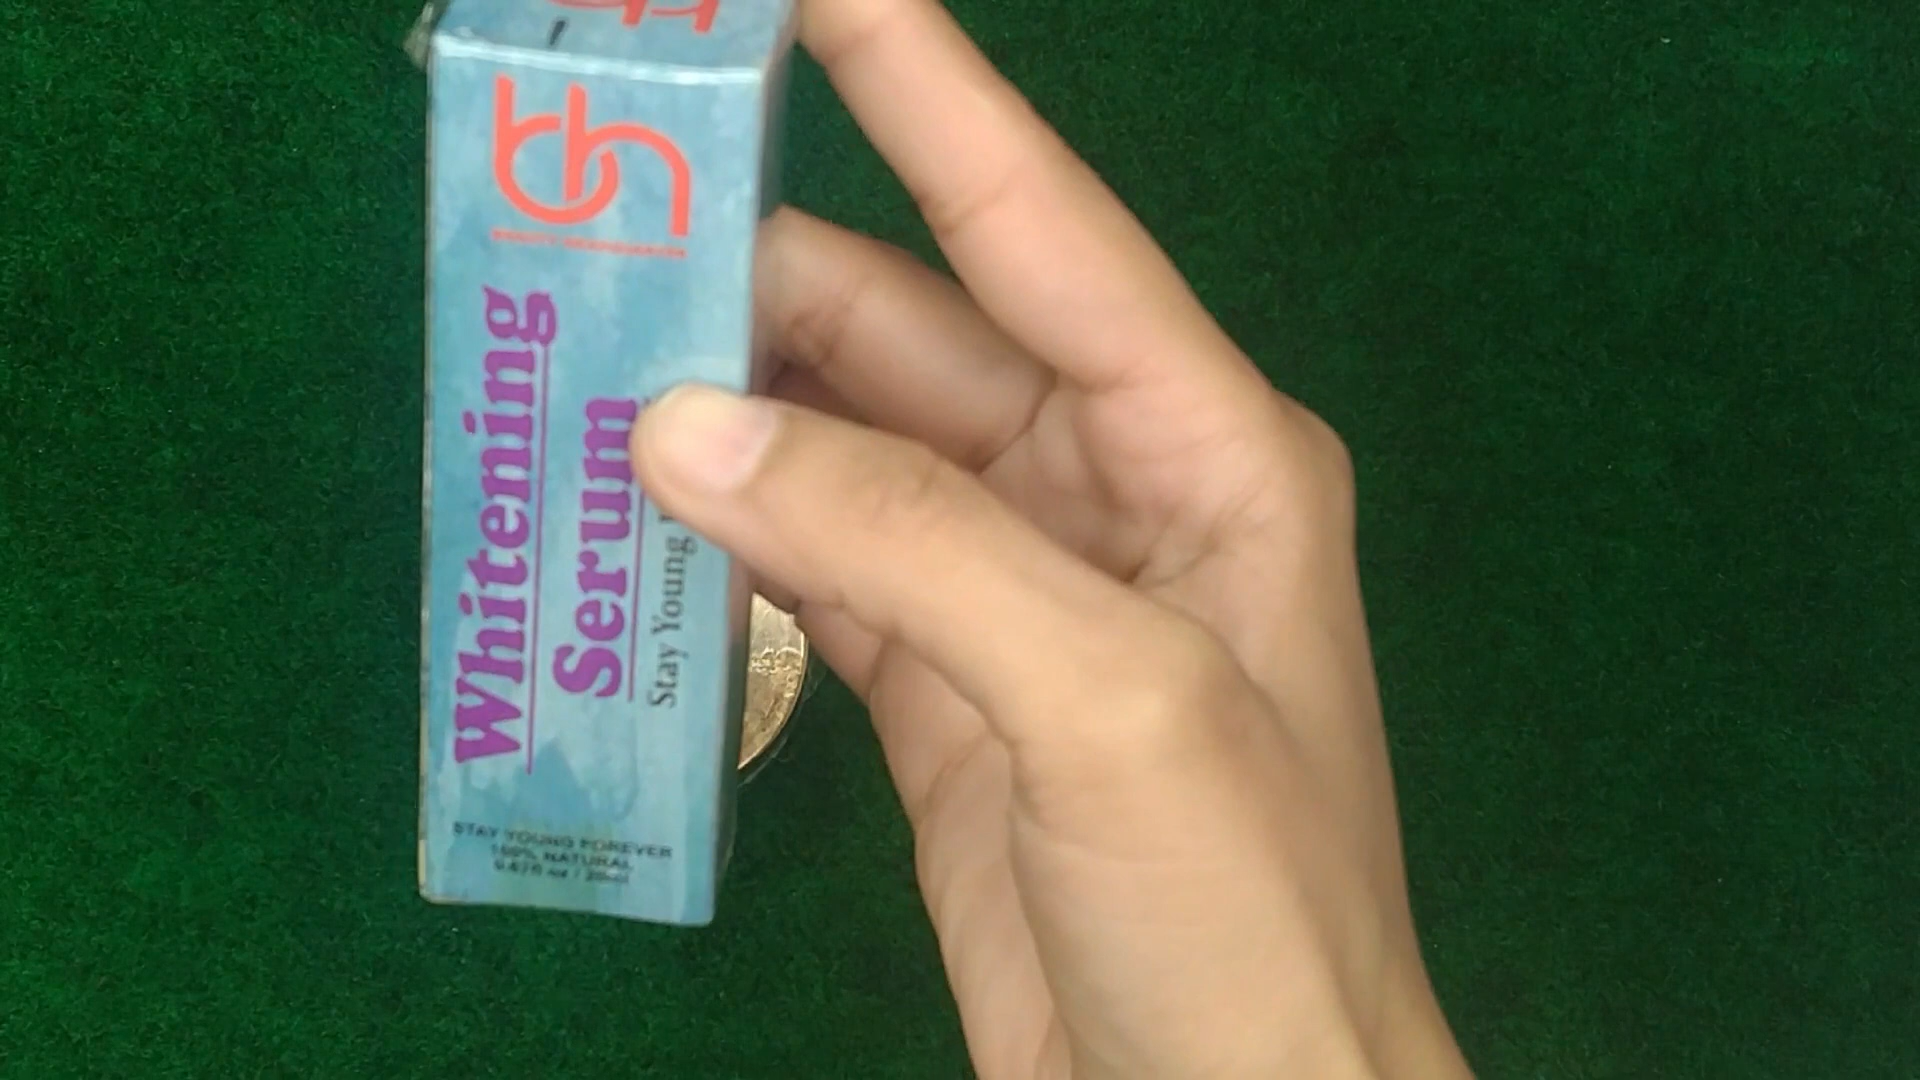 Whitening
Serum
Stay Young
STAY YOUNG FOREVER
100% NATURAL